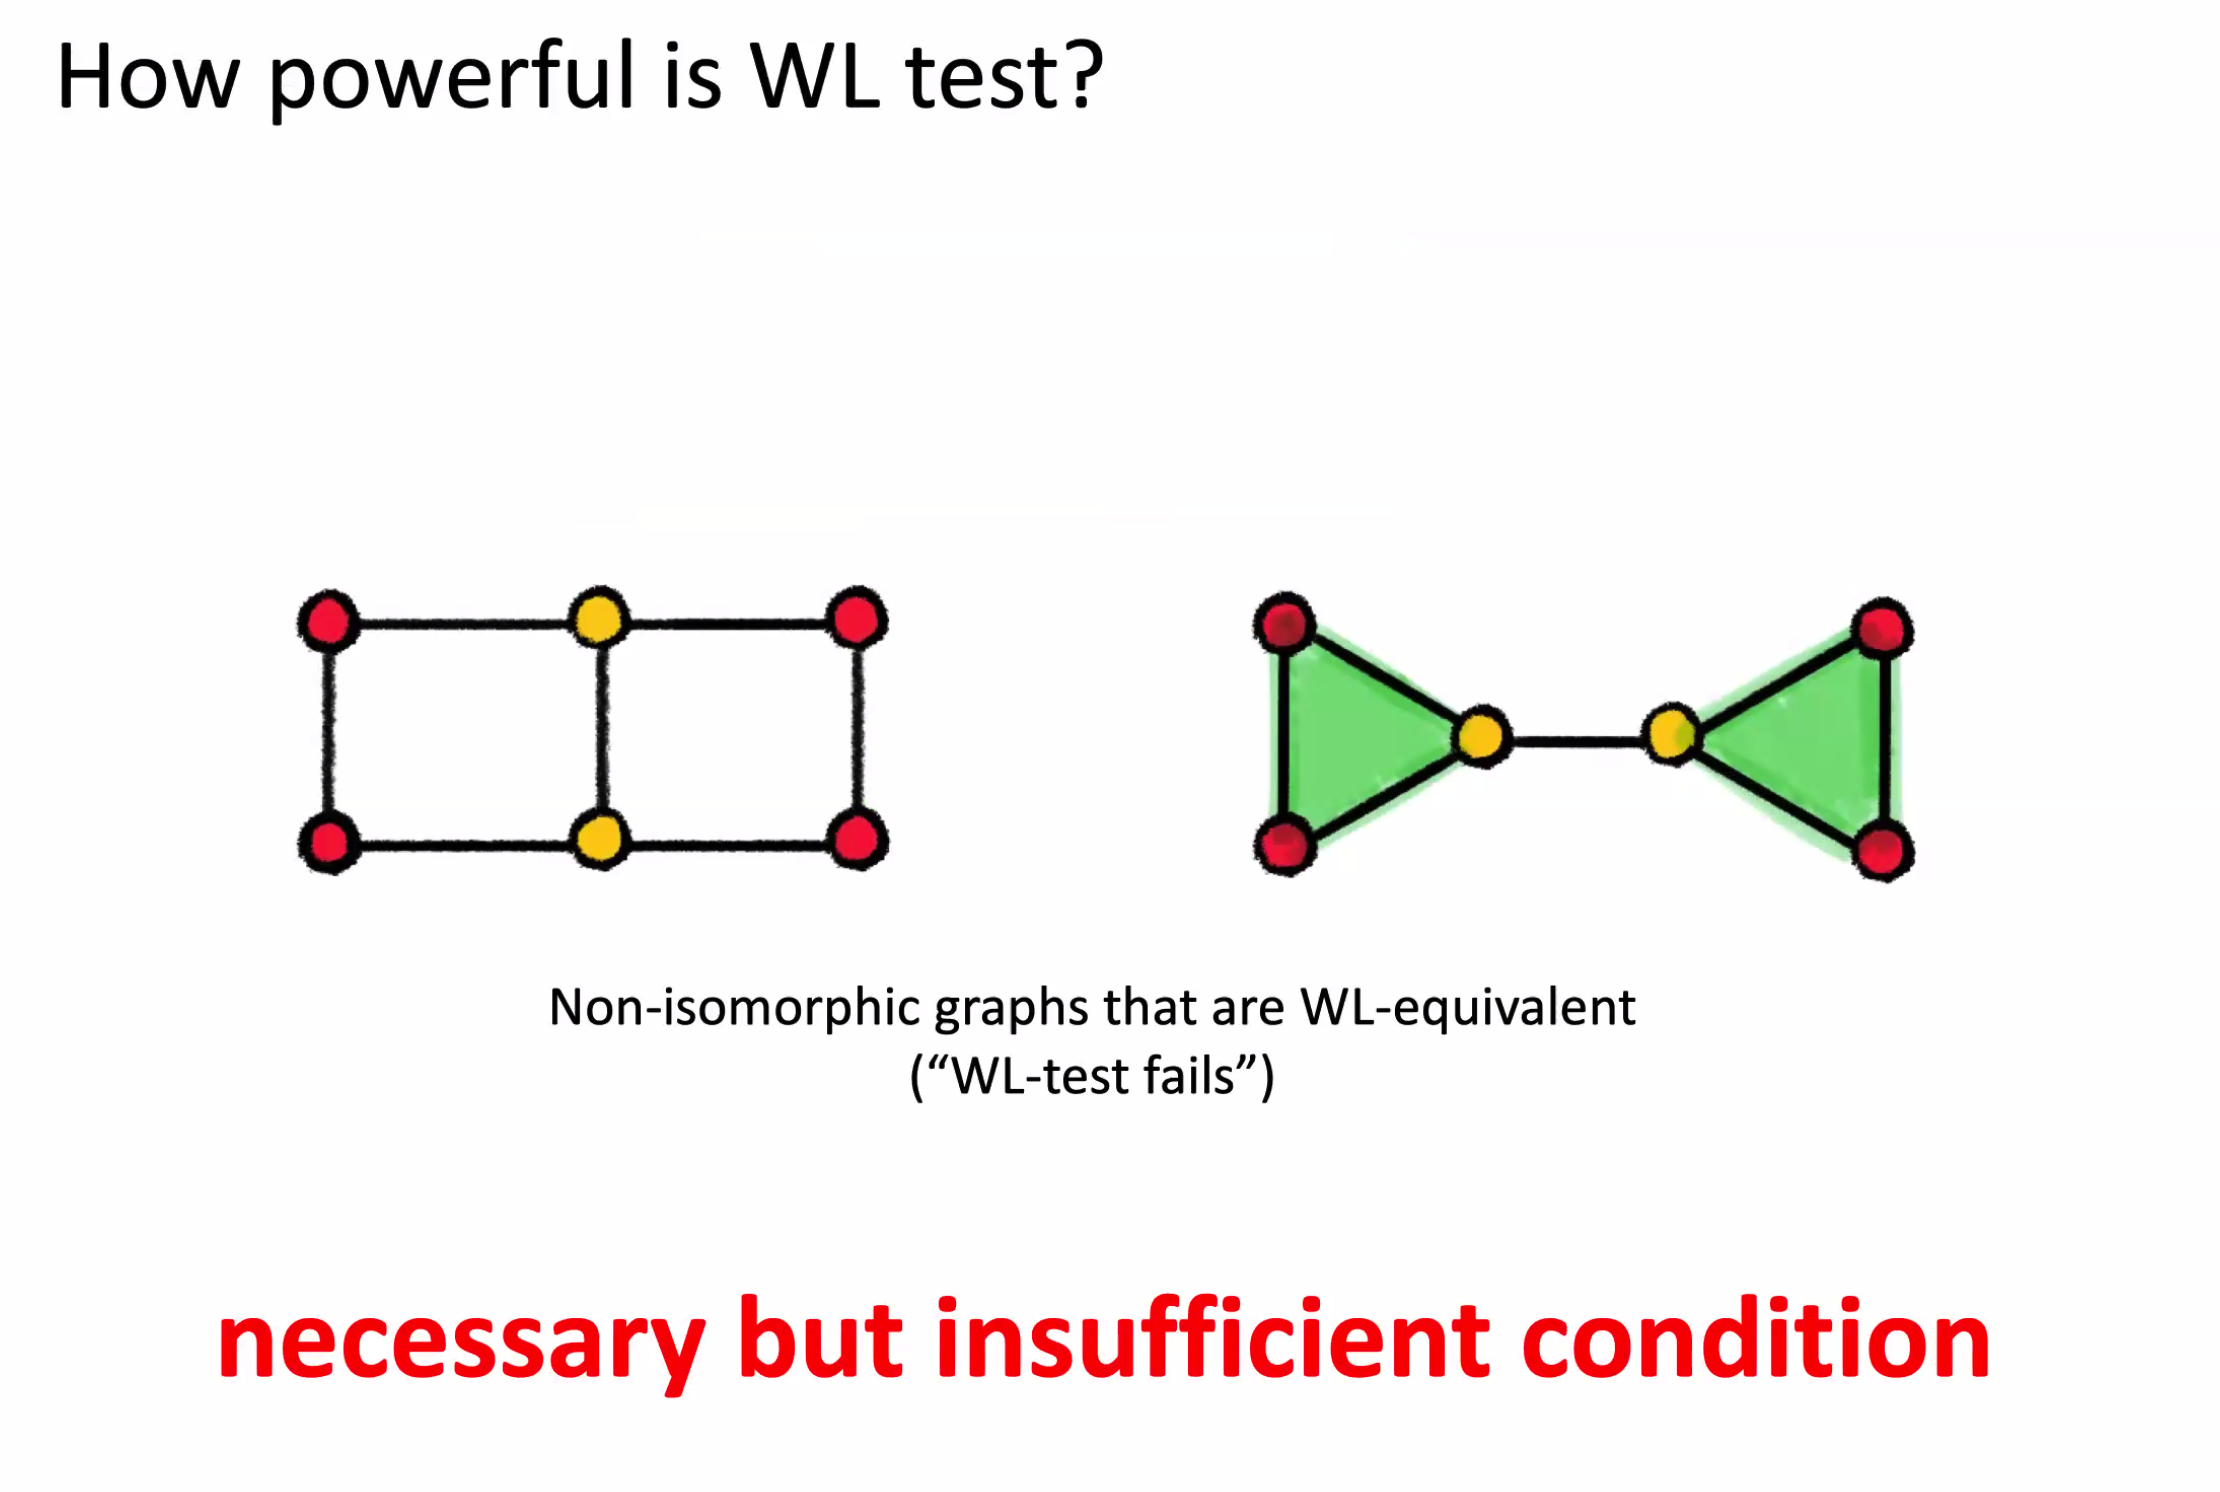 How powerful is WL test?
Non-isomorphic graphs that are WL-equivalent
(“WL-test fails”)
necessary but insufficient condition